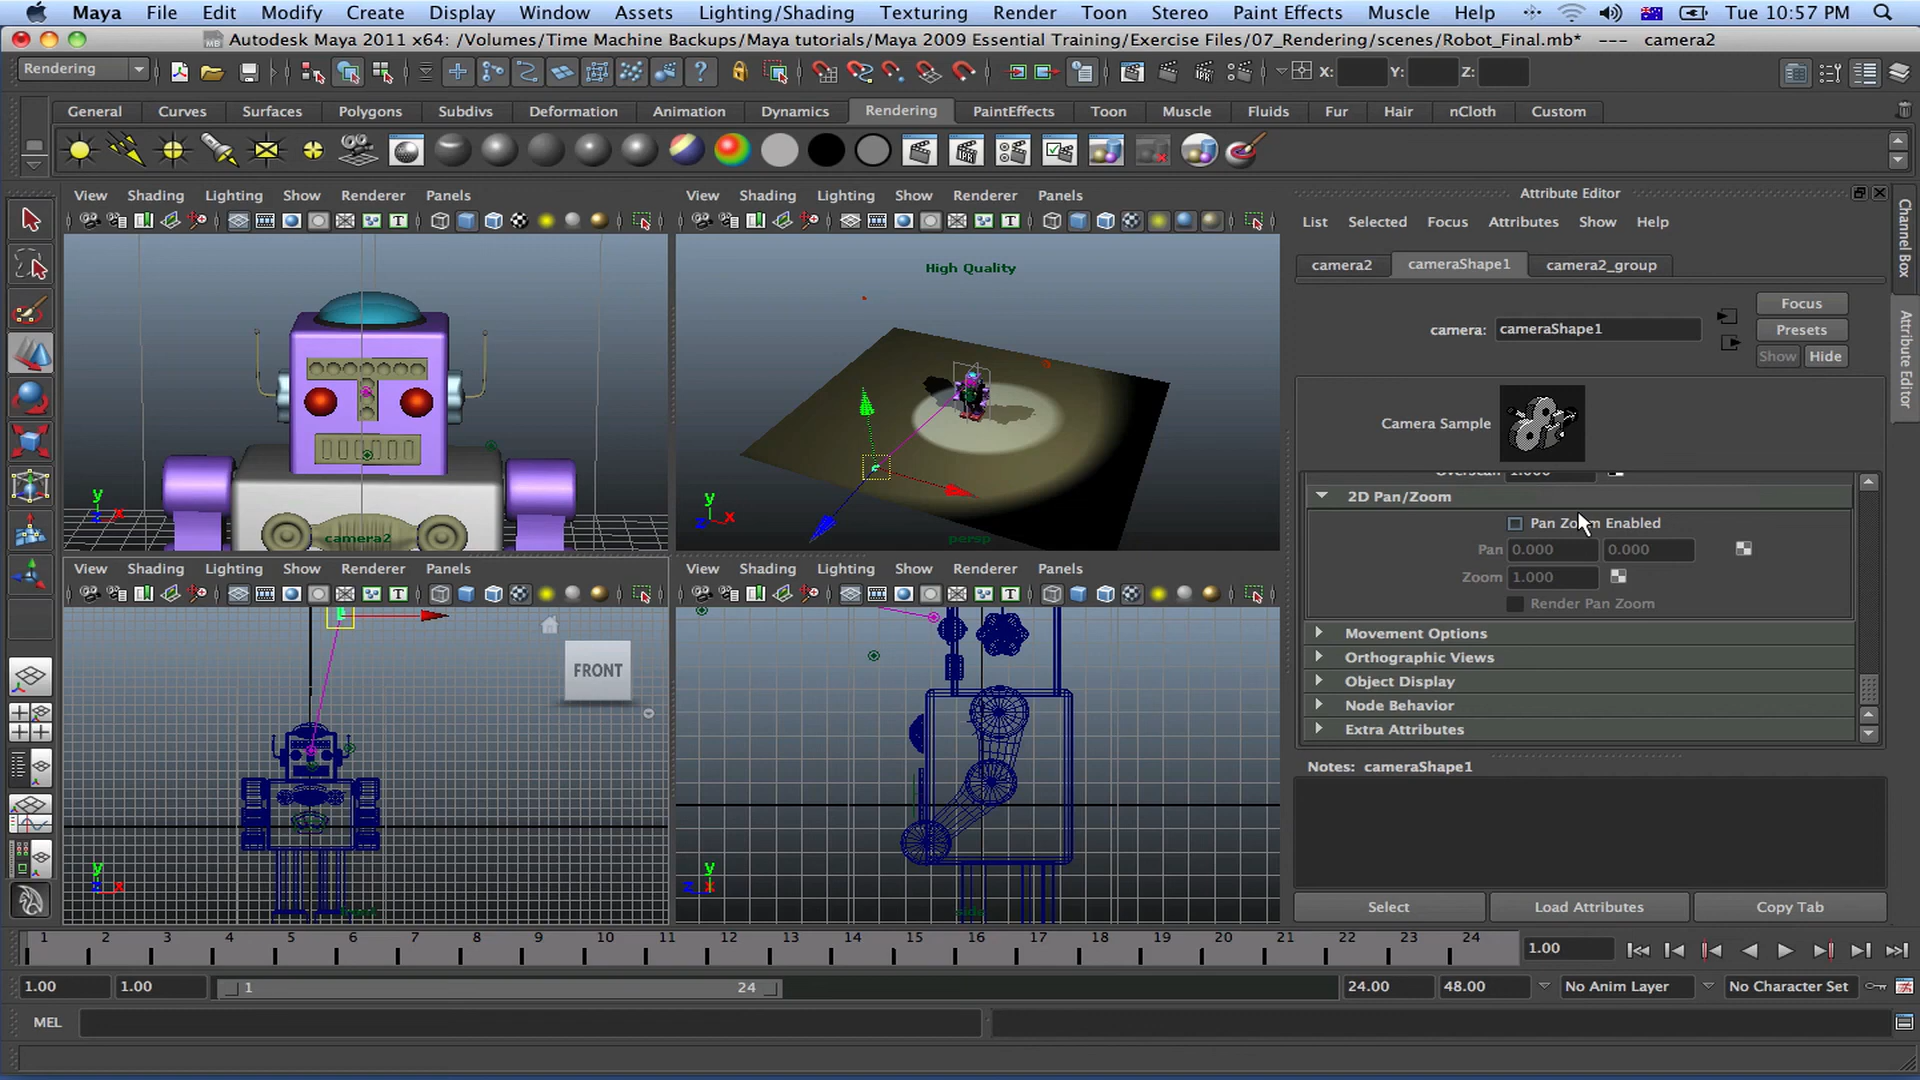 Maya File Edit Modify Create Display Window Assets Lighting/Shading Texturing Render Toon Stereo Paint Effects Muscle Help Tue 10:57 PM
Autodesk Maya 2011 x64: /Volumes/Time Machine Backups/Maya tutorials/Maya 2009 Essential Training/Exercise Files/07_Rendering/scenes/Robot_Final.mb* --- camera2
Rendering X: Y: Z:
General Curves Surfaces Polygons Subdivs Deformation Animation Dynamics Rendering PaintEffects Toon Muscle Fluids Fur Hair nCloth Custom
View Shading Lighting Show Renderer Panels
View Shading Lighting Show Renderer Panels
High Quality
y
x
z
camera2
y
x
z
persp
View Shading Lighting Show Renderer Panels
View Shading Lighting Show Renderer Panels
FRONT
y
z x
y
z x
side
Attribute Editor
List Selected Focus Attributes Show Help
camera2 cameraShape1 camera2_group
camera: cameraShape1
Focus
Presets
Show Hide
Camera Sample
Overscan 1.000
2D Pan/Zoom
Pan Zoom Enabled
Pan 0.000 0.000
Zoom 1.000
Render Pan Zoom
Movement Options
Orthographic Views
Object Display
Node Behavior
Extra Attributes
Notes: cameraShape1
Select Load Attributes Copy Tab
Channel Box
Attribute Editor
1 2 3 4 5 6 7 8 9 10 11 12 13 14 15 16 17 18 19 20 21 22 23 24 1.00
1.00 1.00 1 24 24.00 48.00 No Anim Layer No Character Set
MEL